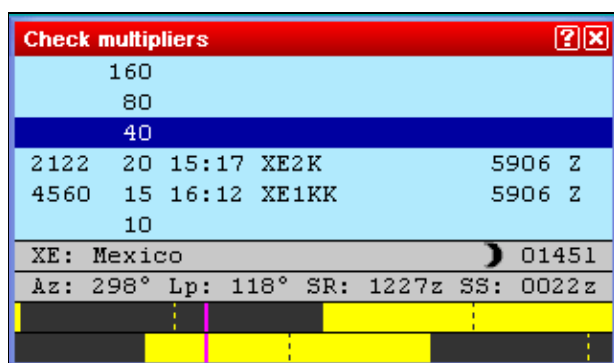 Check multipliers ? X
160
80
40
2122 20 15:17 XE2K 5906 Z
4560 15 16:12 XE1KK 5906 Z
10
XE: Mexico 01451
Az: 298° Lp: 118° SR: 1227z SS: 0022z